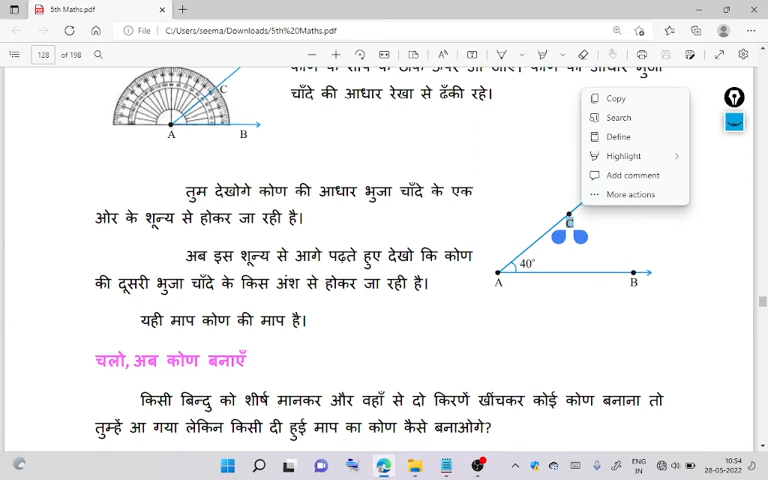 5th Maths.pdf
File C:/Users/seema/Downloads/5th%20Maths.pdf
128 of 198
चाँदे की आधार रेखा से ढँकी रहे।
C
A B
Copy
Search
Define
Highlight
Add comment
More actions
तुम देखोगे कोण की आधार भुजा चाँदे के एक
ओर के शून्य से होकर जा रही है।
अब इस शून्य से आगे पढ़ते हुए देखो कि कोण
की दूसरी भुजा चाँदे के किस अंश से होकर जा रही है।
C
40°
A B
यही माप कोण की माप है।
चलो, अब कोण बनाएँ
किसी बिन्दु को शीर्ष मानकर और वहाँ से दो किरणें खींचकर कोई कोण बनाना तो
तुम्हें आ गया लेकिन किसी दी हुई माप का कोण कैसे बनाओगे?
ENG
IN
10:54
28-05-2022